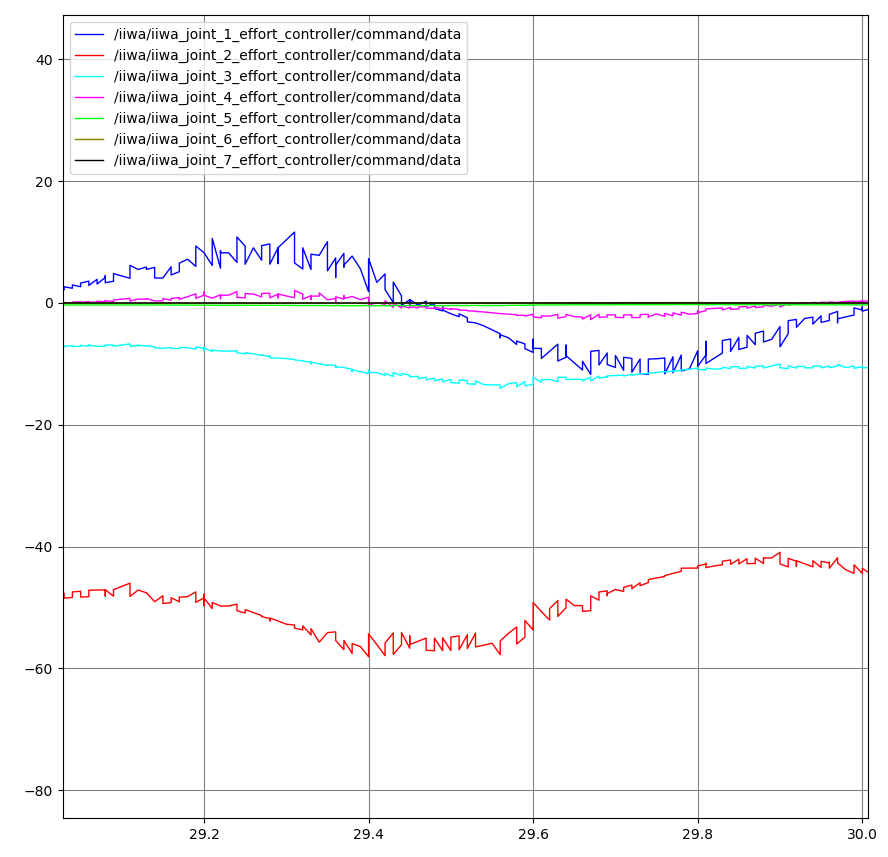 /iiwa/iiwa_joint_1_effort_controller/command/data
/iiwa/iiwa_joint_2_effort_controller/command/data
/iiwa/iiwa_joint_3_effort_controller/command/data
/iiwa/iiwa_joint_4_effort_controller/command/data
/iiwa/iiwa_joint_5_effort_controller/command/data
/iiwa/iiwa_joint_6_effort_controller/command/data
/iiwa/iiwa_joint_7_effort_controller/command/data
40
20
0
−20
−40
−60
−80
29.2 29.4 29.6 29.8 30.0